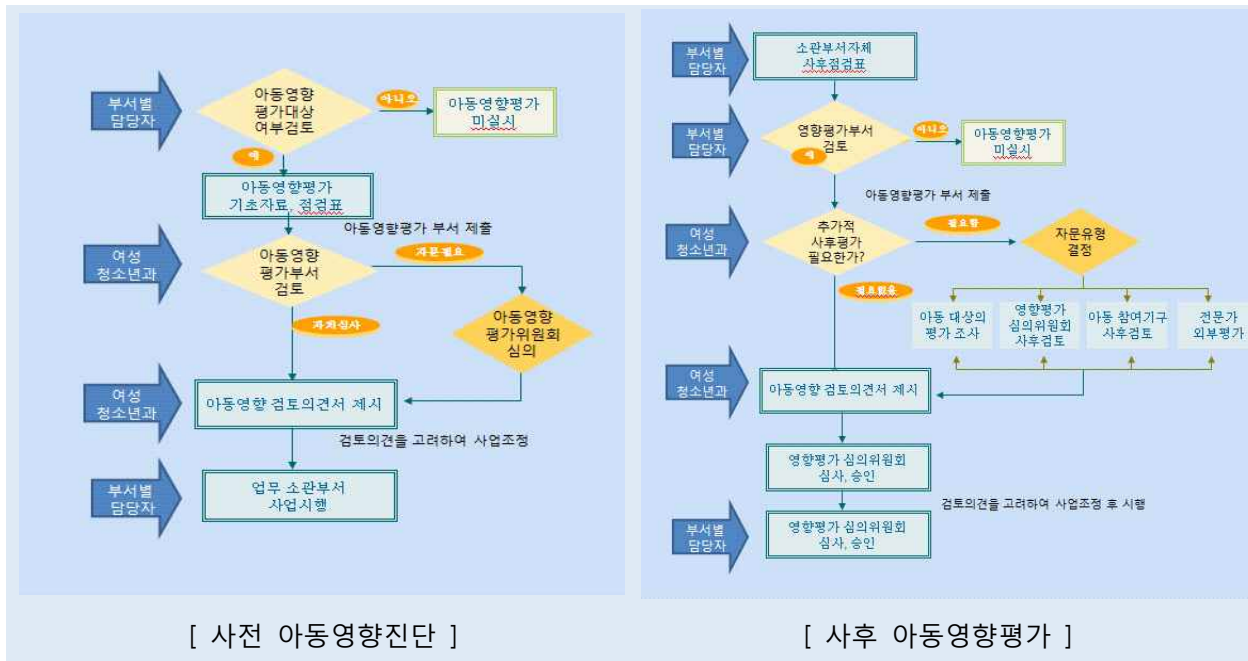 부서별
담당자
아동영향
평가대상
여부검토
아니오
아동영향평가
미실시
예
아동영향평가
기초자료, 점검표
아동영향평가 부서 제출
여성
청소년과
아동영향
평가부서
검토
자문필요
자체심사
아동영향
평가위원회
심의
여성
청소년과
아동영향 검토의견서 제시
검토의견을 고려하여 사업조정
부서별
담당자
업무 소관부서
사업시행
[ 사전 아동영향진단 ]
부서별
담당자
소관부서자체
사후점검표
부서별
담당자
영향평가부서
검토
예
아니오
아동영향평가
미실시
아동영향평가 부서 제출
여성
청소년과
추가적
사후평가
필요한가?
필요함
자문유형
결정
필요없음
아동 대상의
평가 조사
영향평가
심의위원회
사후검토
아동 참여기구
사후검토
전문가
외부평가
여성
청소년과
아동영향 검토의견서 제시
영향평가 심의위원회
심사, 승인
검토의견을 고려하여 사업조정 후 시행
부서별
담당자
영향평가 심의위원회
심사, 승인
[ 사후 아동영향평가 ]